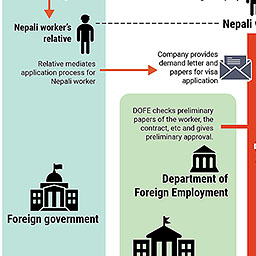 Nepali worker's
relative
Nepali
Relative mediates
application process for
Nepali worker
Company provides
demand letter and
papers for visa
application
DOFE checks preliminary
papers of the worker, the
contract, etc and gives
preliminary approval.
Department of
Foreign Employment
Foreign government